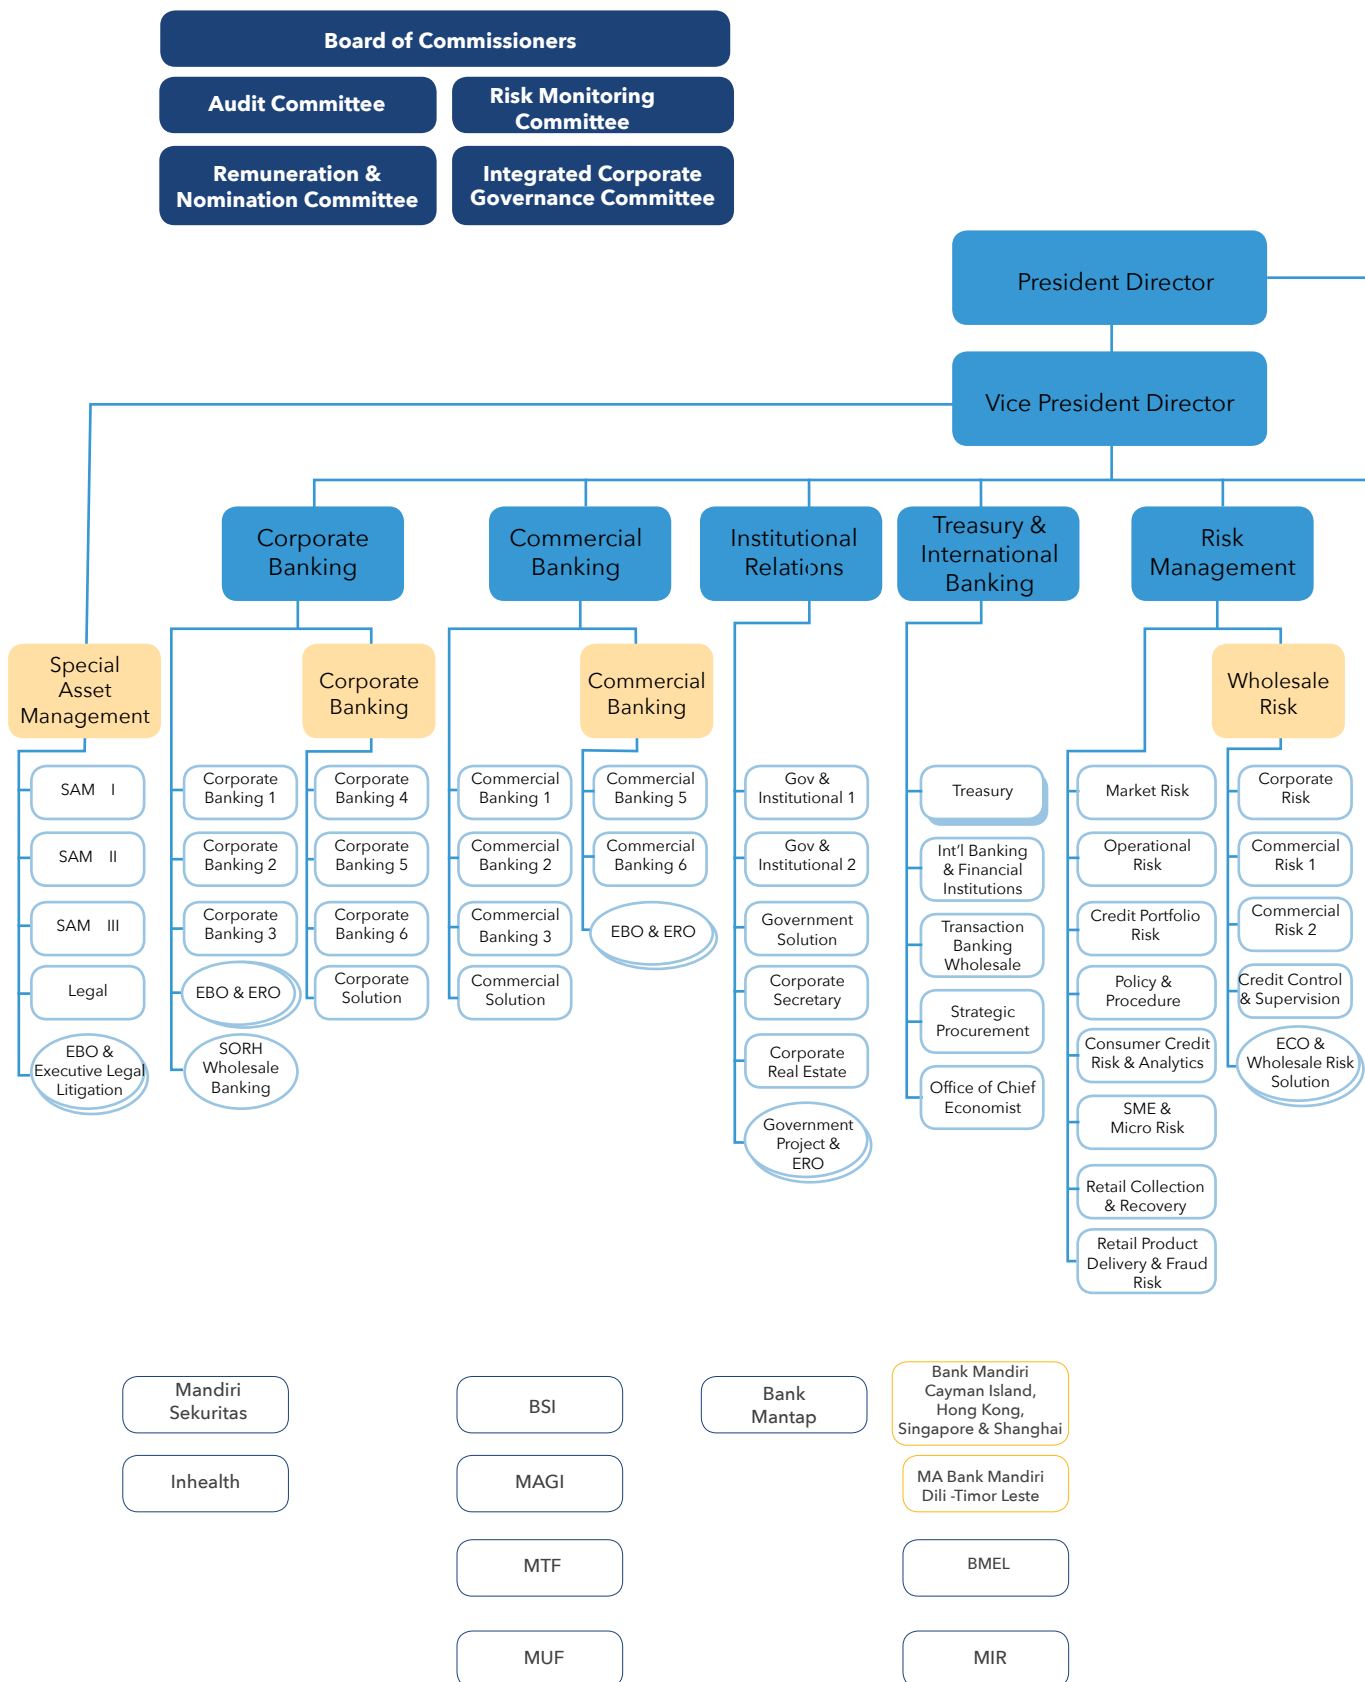 Board of Commissioners
Audit Committee
Risk Monitoring
Committee
Remuneration &
Nomination Committee
Integrated Corporate
Governance Committee
President Director
Vice President Director
Corporate
Banking
Commercial
Banking
Institutional
Relations
Treasury &
International
Banking
Risk
Management
Special
Asset
Management
Corporate
Banking
Commercial
Banking
Wholesale
Risk
SAM I
SAM II
SAM III
Legal
EBO &
Executive Legal
Litigation
Corporate
Banking 1
Corporate
Banking 2
Corporate
Banking 3
EBO & ERO
SORH
Wholesale
Banking
Corporate
Banking 4
Corporate
Banking 5
Corporate
Banking 6
Corporate
Solution
Commercial
Banking 1
Commercial
Banking 2
Commercial
Banking 3
Commercial
Solution
Commercial
Banking 5
Commercial
Banking 6
EBO & ERO
Gov &
Institutional 1
Gov &
Institutional 2
Government
Solution
Corporate
Secretary
Corporate
Real Estate
Government
Project &
ERO
Treasury
Int'l Banking
& Financial
Institutions
Transaction
Banking
Wholesale
Strategic
Procurement
Office of Chief
Economist
Market Risk
Operational
Risk
Credit Portfolio
Risk
Policy &
Procedure
Consumer Credit
Risk & Analytics
SME &
Micro Risk
Retail Collection
& Recovery
Retail Product
Delivery & Fraud
Risk
Corporate
Risk
Commercial
Risk 1
Commercial
Risk 2
Credit Control
& Supervision
ECO &
Wholesale Risk
Solution
Mandiri
Sekuritas
Inhealth
BSI
MAGI
MTF
MUF
Bank
Mantap
Bank Mandiri
Cayman Island,
Hong Kong,
Singapore & Shanghai
MA Bank Mandiri
Dili -Timor Leste
BMEL
MIR